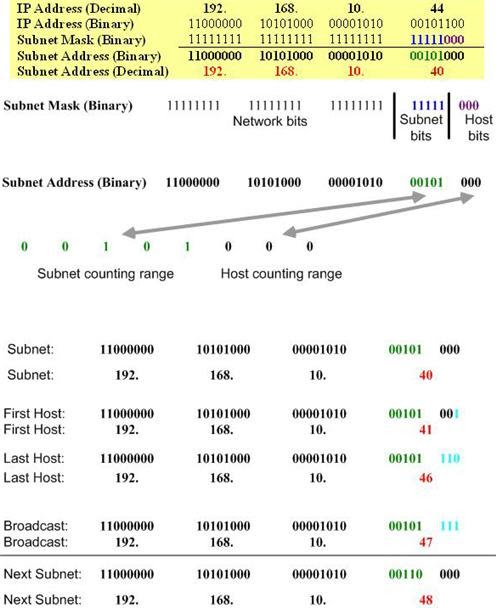 IP Address (Decimal) 192. 168. 10. 44
IP Address (Binary) 11000000 10101000 00001010 00101100
Subnet Mask (Binary) 11111111 11111111 11111111 11111000
Subnet Address (Binary) 11000000 10101000 00001010 00101000
Subnet Address (Decimal) 192. 168. 10. 40
Subnet Mask (Binary) 11111111 11111111 11111111 11111 000
Network bits Subnet bits Host bits
Subnet Address (Binary) 11000000 10101000 00001010 00101 000
0 0 1 0 1 0 0 0
Subnet counting range Host counting range
Subnet: 11000000 10101000 00001010 00101 000
Subnet: 192. 168. 10. 40
First Host: 11000000 10101000 00001010 00101 001
First Host: 192. 168. 10. 41
Last Host: 11000000 10101000 00001010 00101 110
Last Host: 192. 168. 10. 46
Broadcast: 11000000 10101000 00001010 00101 111
Broadcast: 192. 168. 10. 47
Next Subnet: 11000000 10101000 00001010 00110 000
Next Subnet: 192. 168. 10. 48